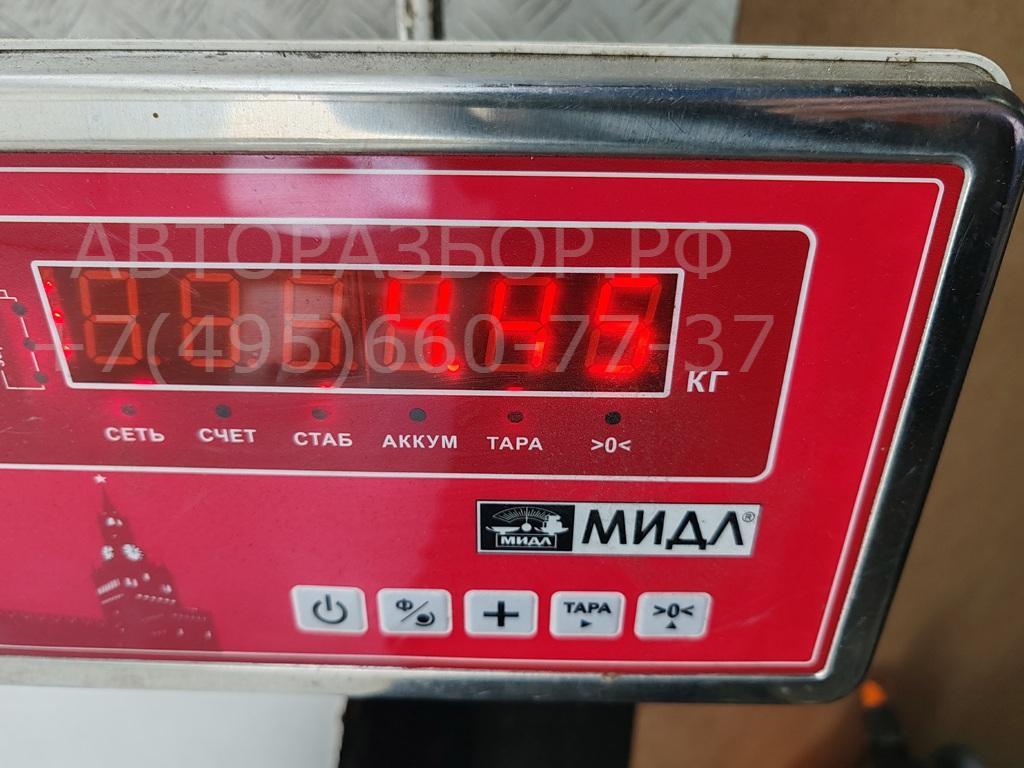 АВТОРАЗБОР.РФ
+7(495)660-77-37
КГ
СЕТЬ СЧЕТ СТАБ АККУМ ТАРА >0<
МИДЛ МИДЛ®
Ф ТАРА >0<